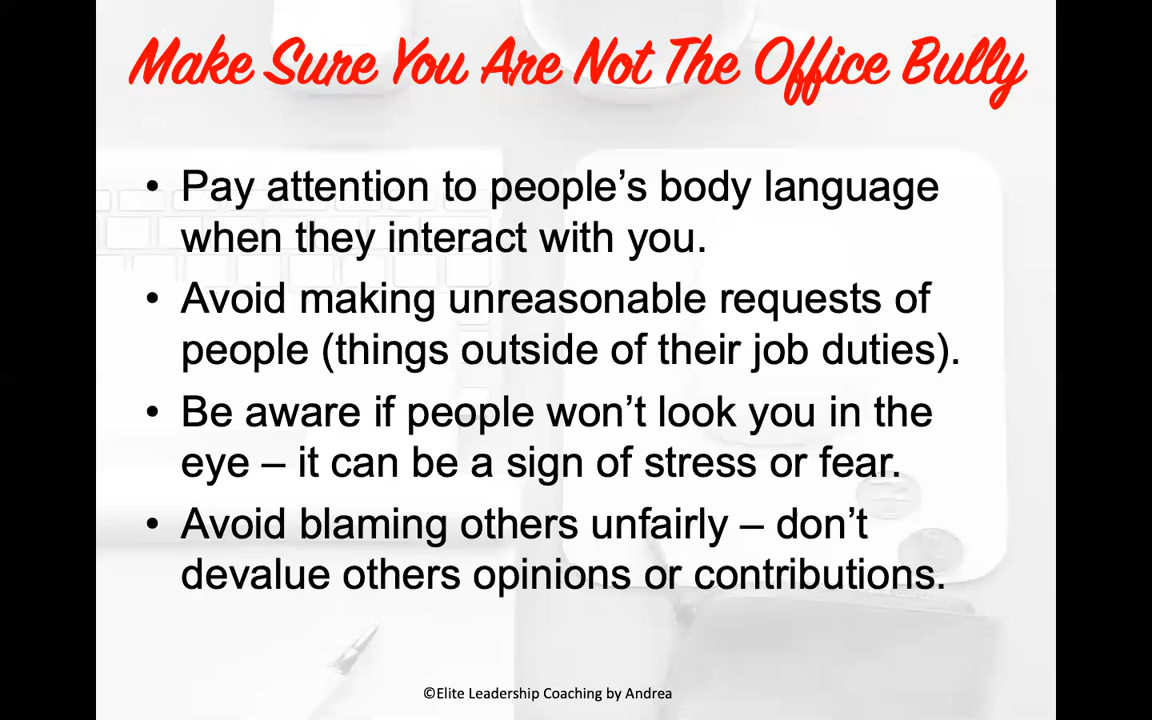 Make Sure You Are Not The Office Bully
• Pay attention to people’s body language
when they interact with you.
• Avoid making unreasonable requests of
people (things outside of their job duties).
• Be aware if people won’t look you in the
eye – it can be a sign of stress or fear.
• Avoid blaming others unfairly – don’t
devalue others opinions or contributions.
©Elite Leadership Coaching by Andrea